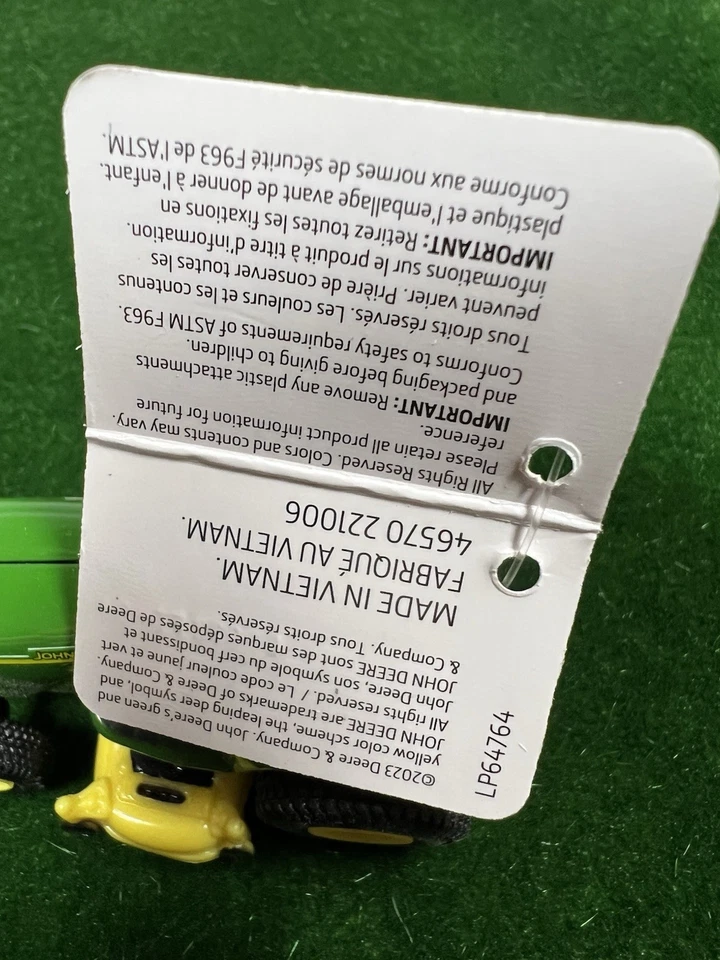 ©2023 Deere & Company. John Deere's green and
yellow color scheme, the leaping deer symbol, and
JOHN DEERE are trademarks of Deere & Company.
All rights reserved. / Le code couleur jaune et vert
John Deere, son symbole du cerf bondissant et
JOHN DEERE sont des marques déposées de Deere
& Company. Tous droits réservés.
MADE IN VIETNAM.
FABRIQUÉ AU VIETNAM.
46570 221006
All Rights Reserved. Colors and contents may vary.
Please retain all product information for future
reference.
IMPORTANT: Remove any plastic attachments
and packaging before giving to children.
Conforms to safety requirements of ASTM F963.
Tous droits réservés. Les couleurs et les contenus
peuvent varier. Prière de conserver toutes les
informations sur le produit à titre d'information.
IMPORTANT: Retirez toutes les fixations en
plastique et l'emballage avant de donner à l'enfant.
Conforme aux normes de sécurité F963 de l'ASTM.
LP64764